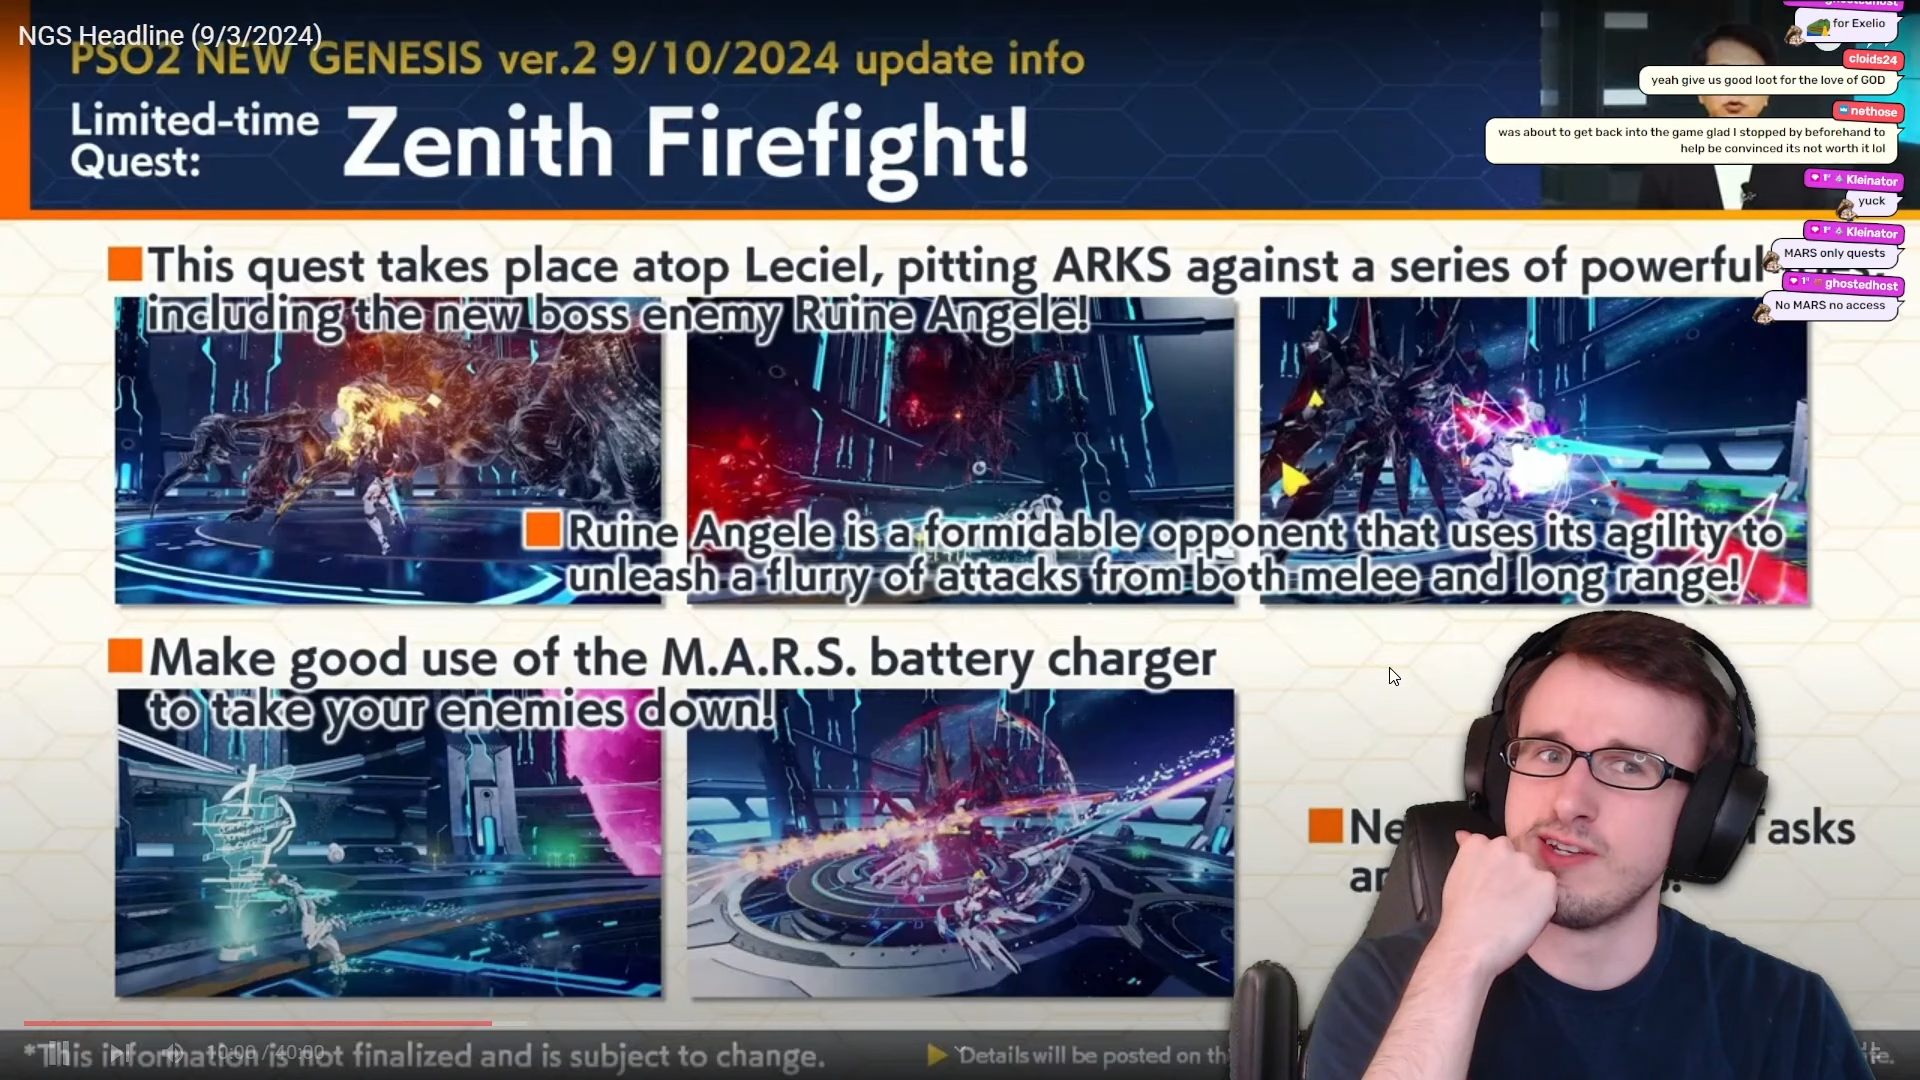 NGS Headline (9/3/2024)
PSO2 NEW GENESIS ver.2 9/10/2024 update info
Limited-time
Quest:
Zenith Firefight!
for Exelio
cloids24
yeah give us good loot for the love of GOD
nethose
was about to get back into the game glad I stopped by beforehand to
help be convinced its not worth it lol
Kleinator
yuck
Kleinator
MARS only quests
ghostedhost
No MARS no access
This quest takes place atop Leciel, pitting ARKS against a series of powerful
including the new boss enemy Ruine Angele!
Ruine Angele is a formidable opponent that uses its agility to
unleash a flurry of attacks from both melee and long range!
Make good use of the M.A.R.S. battery charger
to take your enemies down!
Tasks
10:00 / 40:00
*This information is not finalized and is subject to change.
Details will be posted on